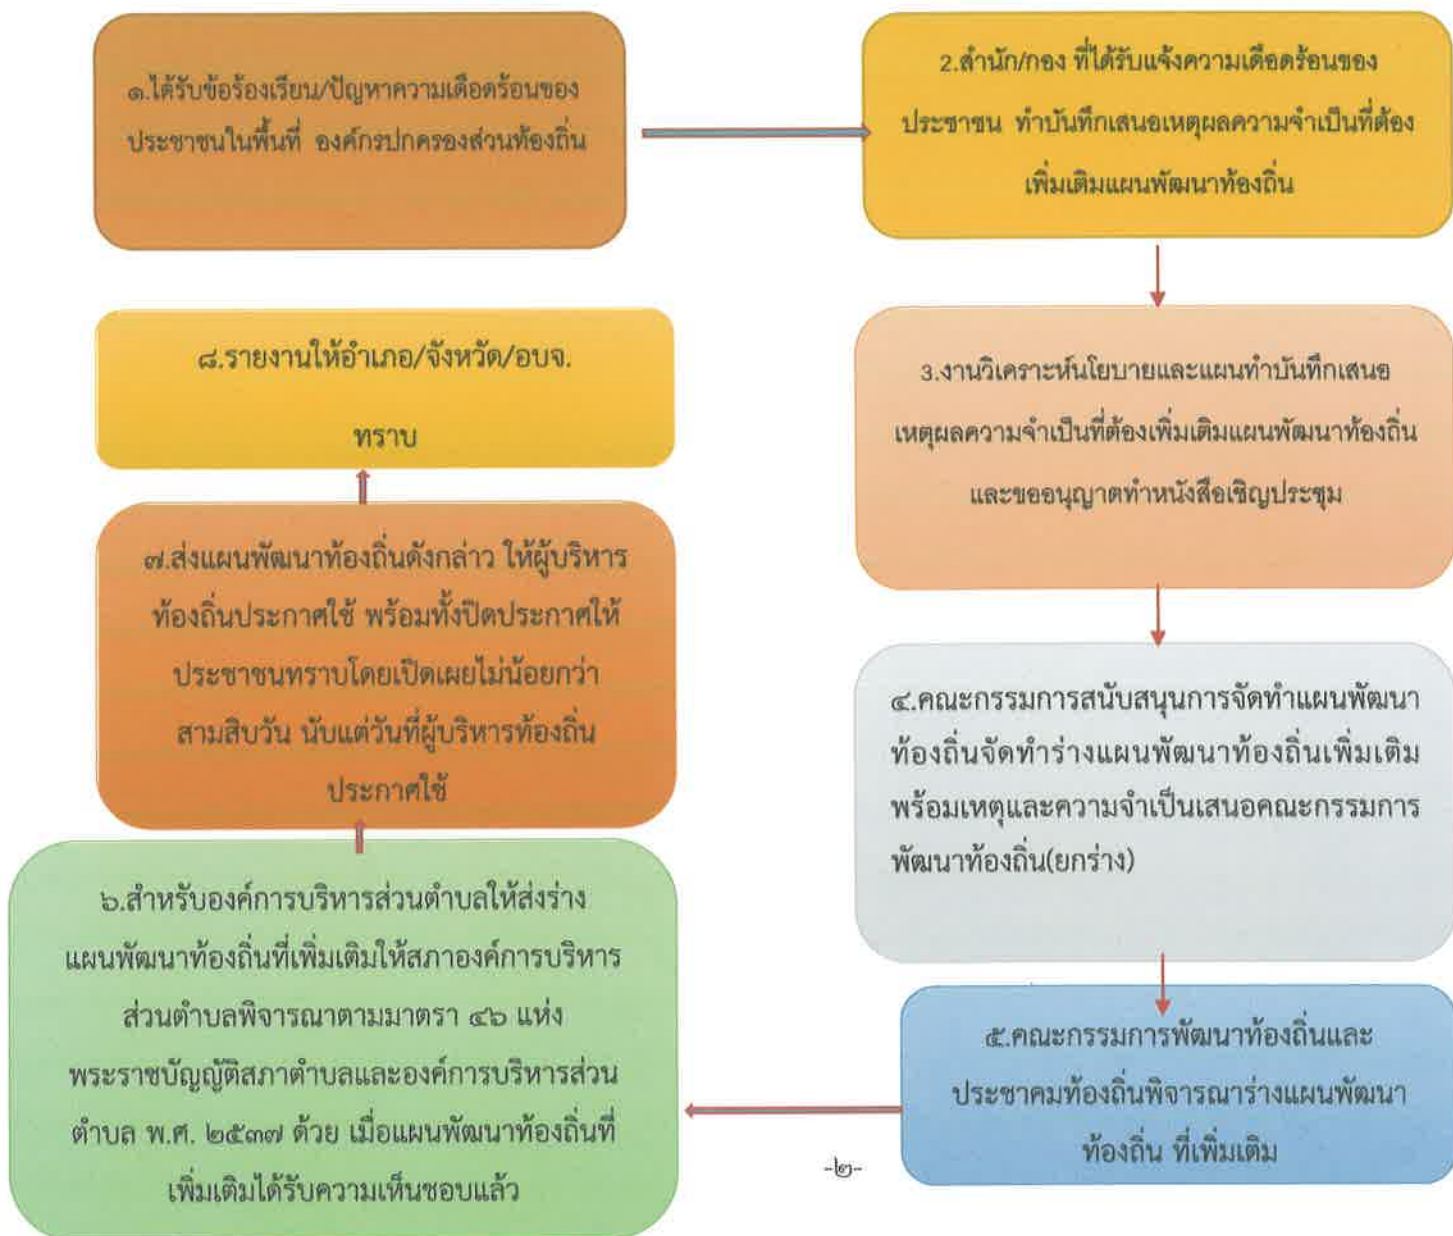 ๑.ได้รับข้อร้องเรียน/ปัญหาความเดือดร้อนของ
ประชาชนในพื้นที่ องค์กรปกครองส่วนท้องถิ่น
2.สำนัก/กอง ที่ได้รับแจ้งความเดือดร้อนของ
ประชาชน ทำบันทึกเสนอเหตุผลความจำเป็นที่ต้อง
เพิ่มเติมแผนพัฒนาท้องถิ่น
3.งานวิเคราะห์นโยบายและแผนทำบันทึกเสนอ
เหตุผลความจำเป็นที่ต้องเพิ่มเติมแผนพัฒนาท้องถิ่น
และขออนุญาตทำหนังสือเชิญประชุม
๔.คณะกรรมการสนับสนุนการจัดทำแผนพัฒนา
ท้องถิ่นจัดทำร่างแผนพัฒนาท้องถิ่นเพิ่มเติม
พร้อมเหตุและความจำเป็นเสนอคณะกรรมการ
พัฒนาท้องถิ่น(ยกร่าง)
๕.คณะกรรมการพัฒนาท้องถิ่นและ
ประชาคมท้องถิ่นพิจารณาร่างแผนพัฒนา
ท้องถิ่น ที่เพิ่มเติม
๖.สำหรับองค์การบริหารส่วนตำบลให้ส่งร่าง
แผนพัฒนาท้องถิ่นที่เพิ่มเติมให้สภาองค์การบริหาร
ส่วนตำบลพิจารณาตามมาตรา ๔๖ แห่ง
พระราชบัญญัติสภาตำบลและองค์การบริหารส่วน
ตำบล พ.ศ. ๒๕๓๗ ด้วย เมื่อแผนพัฒนาท้องถิ่นที่
เพิ่มเติมได้รับความเห็นชอบแล้ว
๗.ส่งแผนพัฒนาท้องถิ่นดังกล่าว ให้ผู้บริหาร
ท้องถิ่นประกาศใช้ พร้อมทั้งปิดประกาศให้
ประชาชนทราบโดยเปิดเผยไม่น้อยกว่า
สามสิบวัน นับแต่วันที่ผู้บริหารท้องถิ่น
ประกาศใช้
๘.รายงานให้อำเภอ/จังหวัด/อบจ.
ทราบ
-๒-